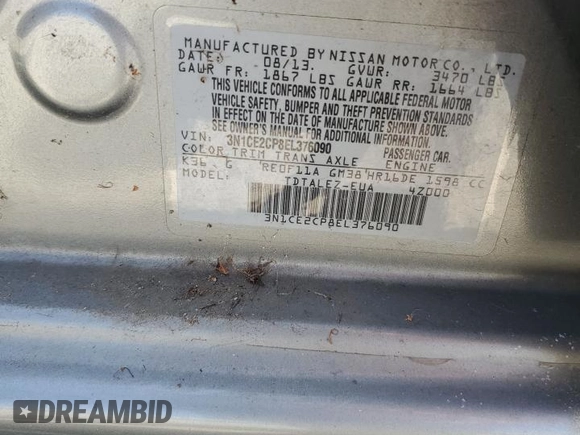 MANUFACTURED BY NISSAN MOTOR CO., LTD.
DATE: 08/13. GVWR: 3470 LBS
GAWR FR: 1867 LBS GAWR RR: 1664 LBS
THIS VEHICLE CONFORMS TO ALL APPLICABLE FEDERAL MOTOR
VEHICLE SAFETY, BUMPER AND THEFT PREVENTION STANDARDS
IN EFFECT ON THE DATE OF MANUFACTURE SHOWN ABOVE.
SEE OWNER'S MANUAL FOR ADDITIONAL INFORMATION.
VIN: 3N1CE2CP8EL376090 PASSENGER CAR.
COLOR TRIM TRANS AXLE ENGINE
K36 G RE0F11A GM38 HR16DE 1598 CC
TDTALEZ-EUA 4Z000
3N1CE2CP8EL376090
DREAMBID